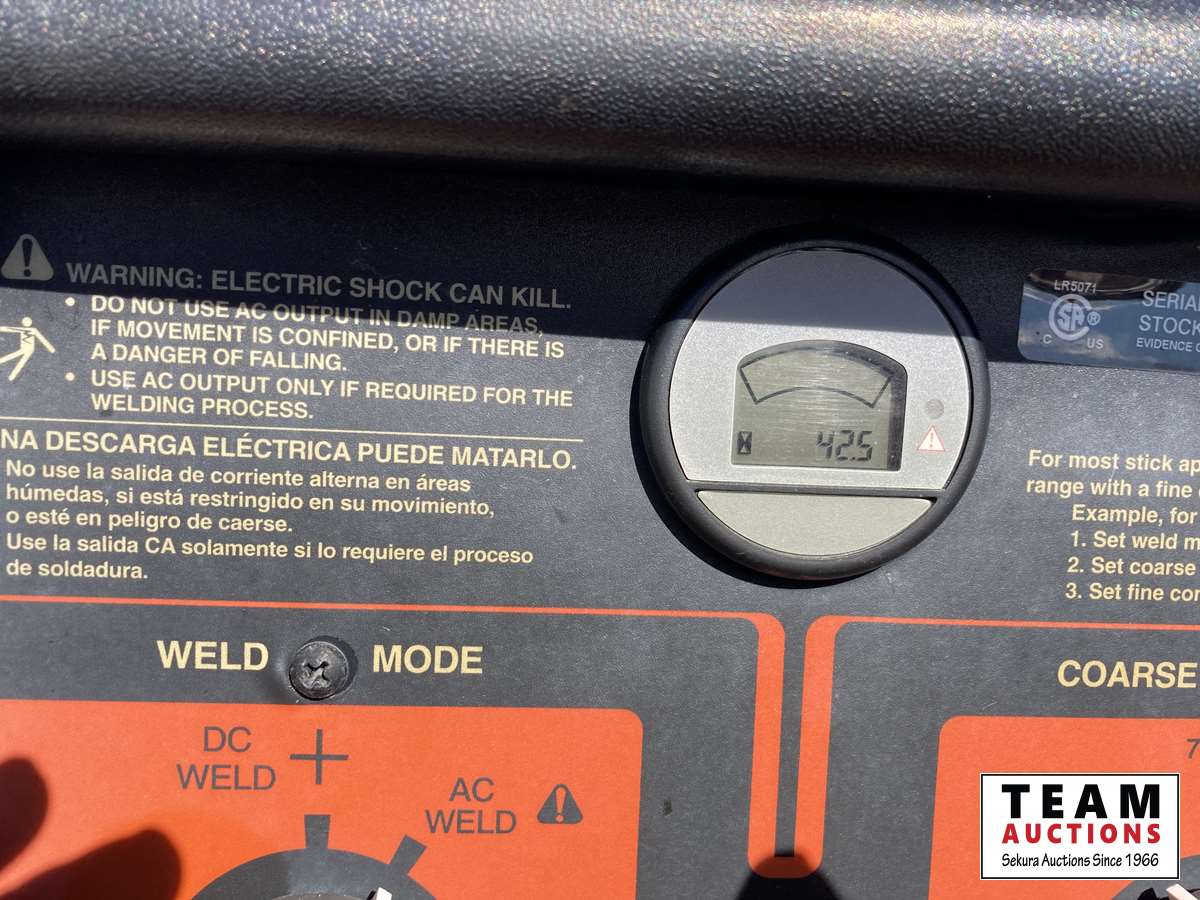 WARNING: ELECTRIC SHOCK CAN KILL.
• DO NOT USE AC OUTPUT IN DAMP AREAS,
IF MOVEMENT IS CONFINED, OR IF THERE IS
A DANGER OF FALLING.
• USE AC OUTPUT ONLY IF REQUIRED FOR THE
WELDING PROCESS.
NA DESCARGA ELÉCTRICA PUEDE MATARLO.
No use la salida de corriente alterna en áreas
húmedas, si está restringido en su movimiento,
o esté en peligro de caerse.
Use la salida CA solamente si lo requiere el proceso
de soldadura.
42.5
LR5071
C US
SERIA
STOC
EVIDENCE
For most stick ap
range with a fine
Example, for
1. Set weld m
2. Set coarse
3. Set fine cor
WELD MODE
DC
WELD
AC
WELD
COARSE
7
TEAM
AUCTIONS
Sekura Auctions Since 1966